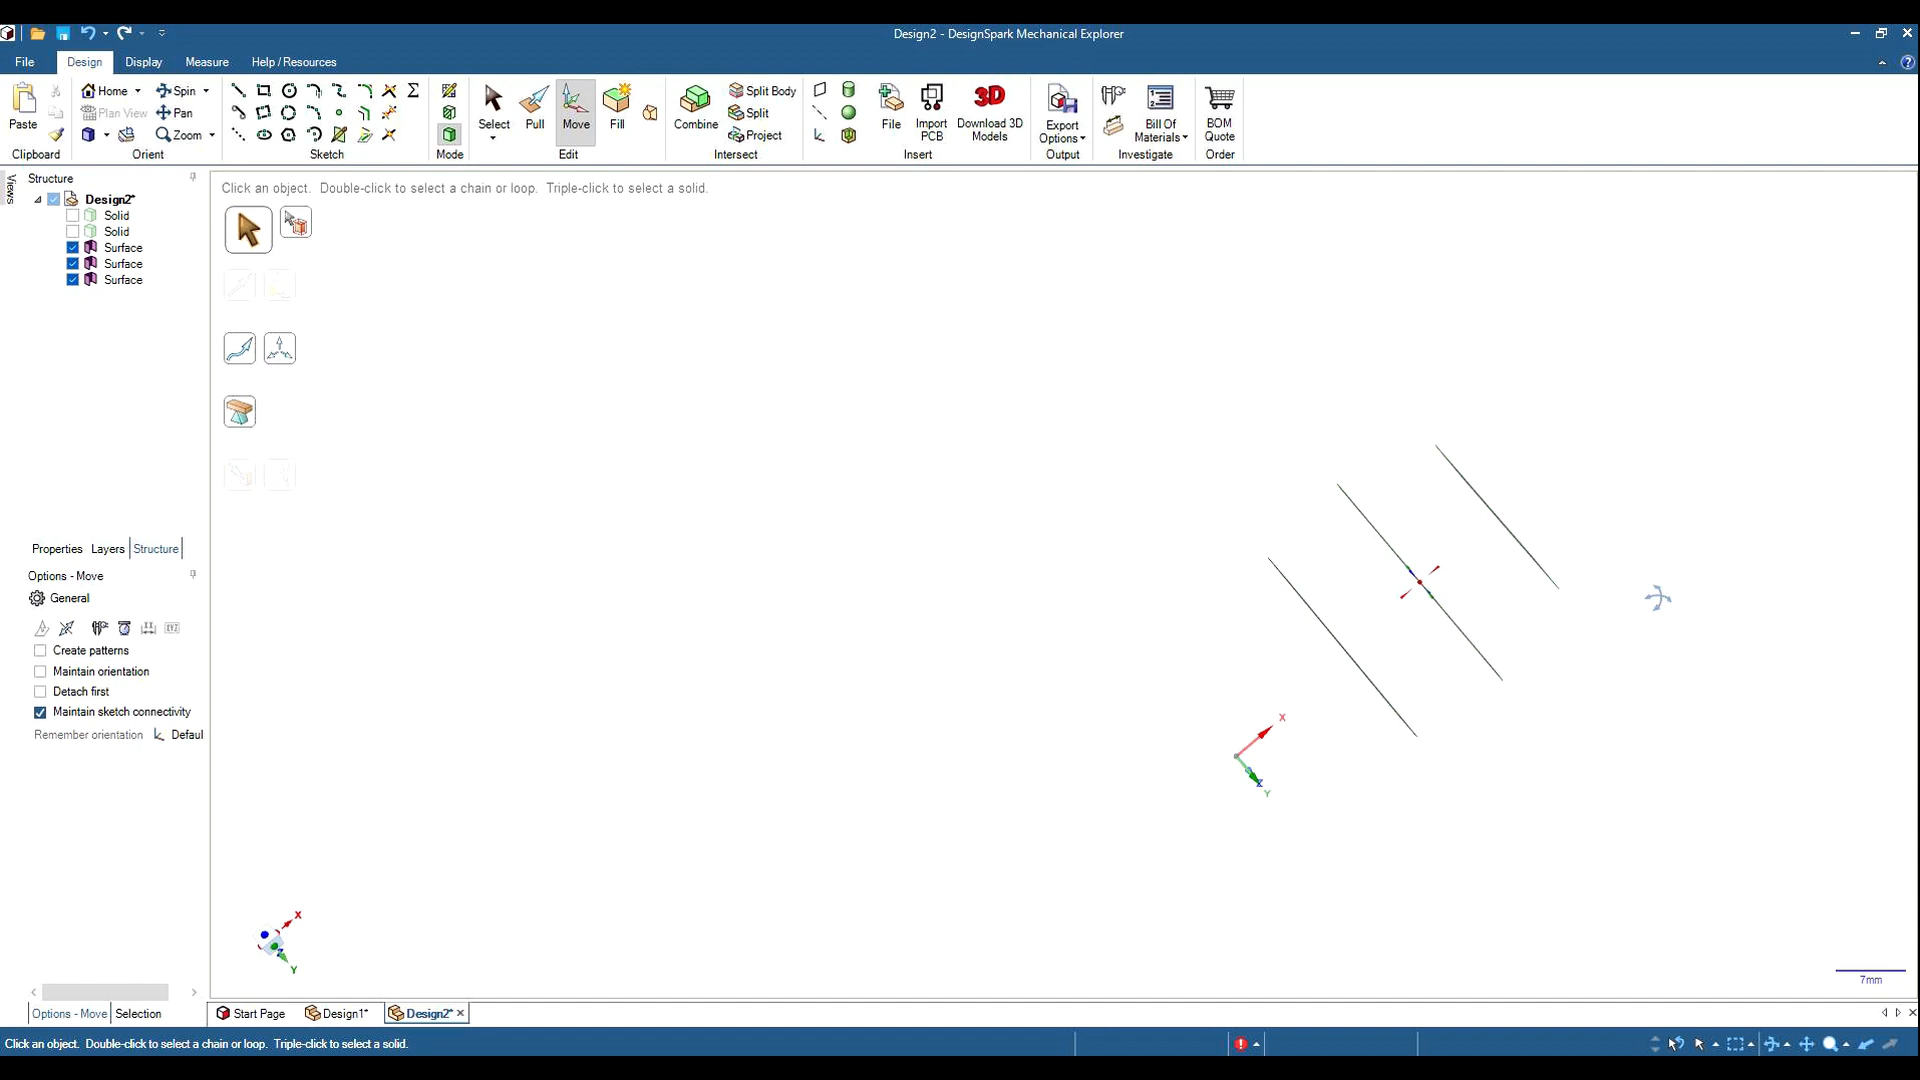 Design2 - DesignSpark Mechanical Explorer
File Design Display Measure Help / Resources
Paste
Clipboard
Home Spin
Plan View Pan
Zoom
Orient
Sketch
Mode
Select Pull Move Fill
Edit
Combine
Split Body
Split
Project
Intersect
File
Import PCB
3D
Download 3D Models
Insert
Export Options
Output
Bill Of Materials
Investigate
BOM Quote
Order
Views
Structure
Design2*
Solid
Solid
Surface
Surface
Surface
Properties Layers Structure
Options - Move
General
XYZ
Create patterns
Maintain orientation
Detach first
Maintain sketch connectivity
Remember orientation Defaul
Options - Move Selection
Click an object. Double-click to select a chain or loop. Triple-click to select a solid.
X
Z
Y
X
Z
Y
7mm
Start Page Design1* Design2*
Click an object. Double-click to select a chain or loop. Triple-click to select a solid.